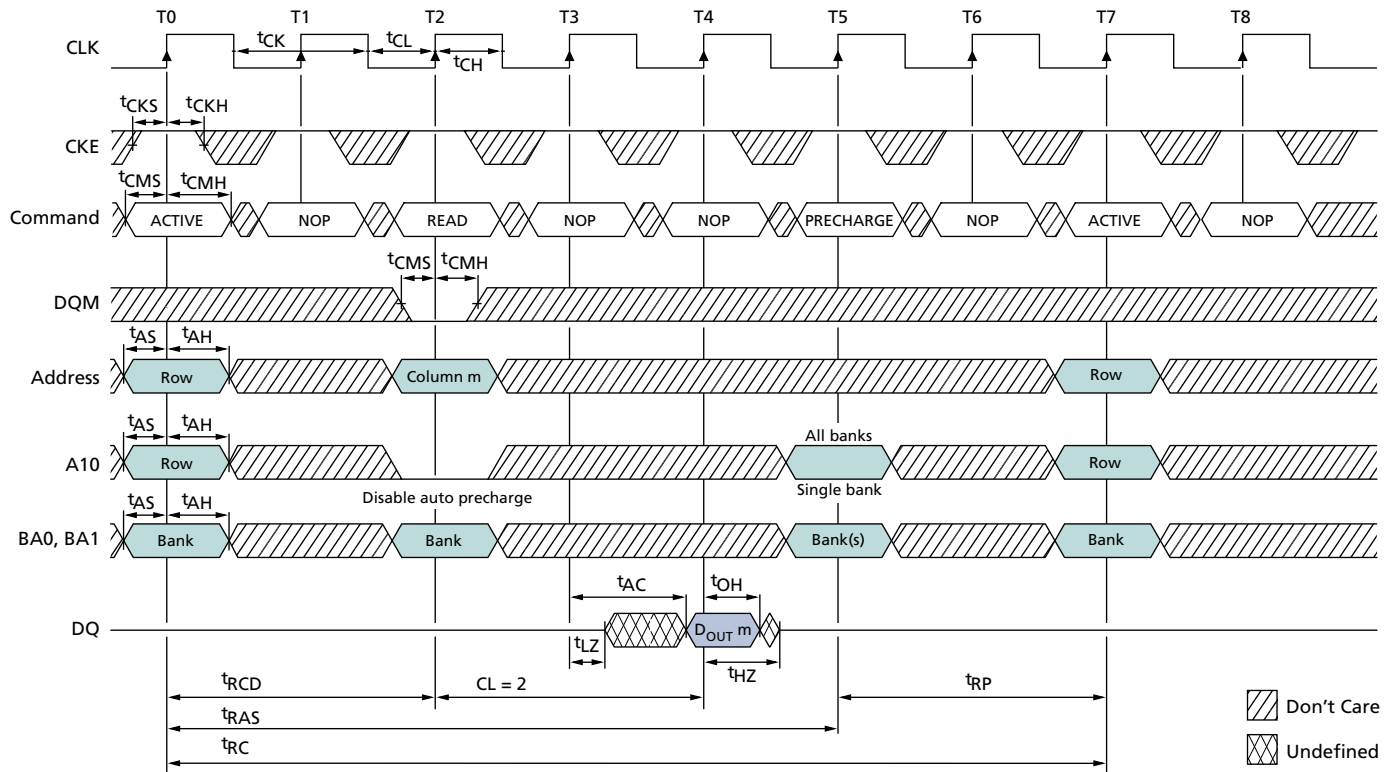 T0 T1 T2 T3 T4 T5 T6 T7 T8
CLK
tCK tCL
tCH
tCKS tCKH
CKE
tCMS tCMH
Command ACTIVE NOP READ NOP NOP PRECHARGE NOP ACTIVE NOP
tCMS tCMH
DQM
tAS tAH
Address Row Column m Row
tAS tAH
All banks
A10 Row Row
Disable auto precharge Single bank
tAS tAH
BA0, BA1 Bank Bank Bank(s) Bank
tAC tOH
DQ DOUT m
tLZ
tHZ
tRCD CL = 2 tRP
Don't Care
tRAS
tRC
Undefined